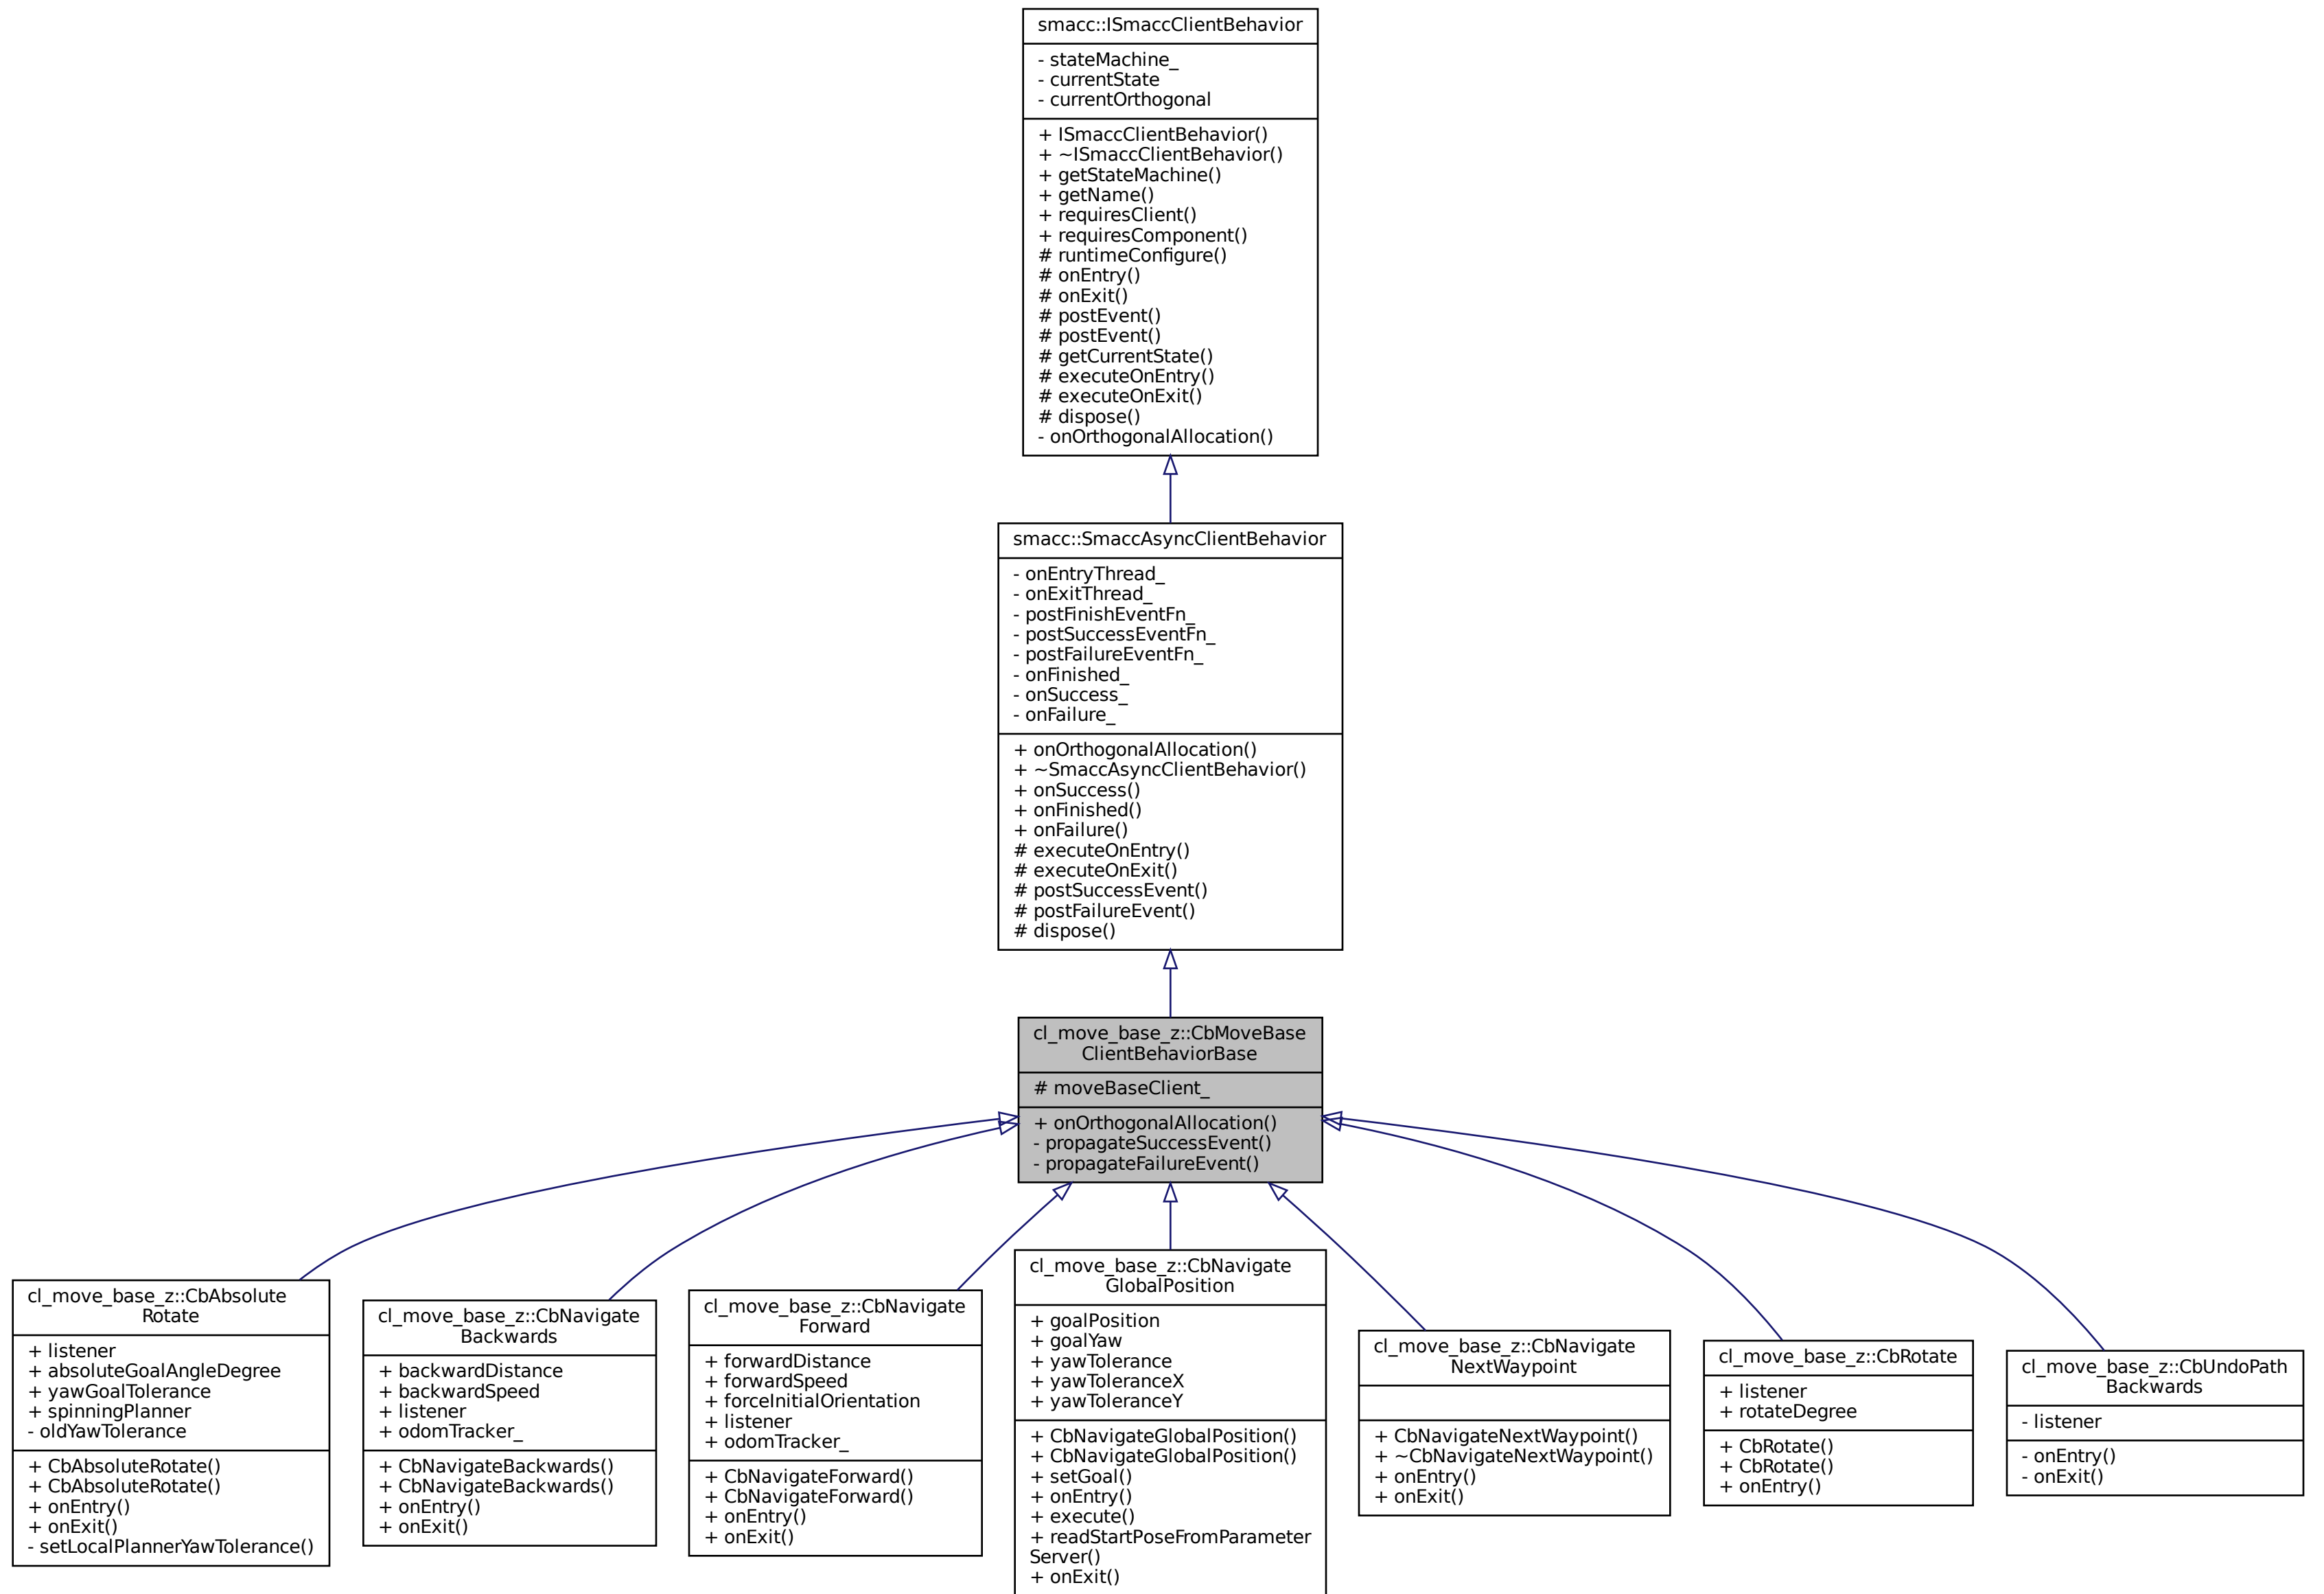 smacc::ISmaccClientBehavior
- stateMachine_
- currentState
- currentOrthogonal
+ ISmaccClientBehavior()
+ ~ISmaccClientBehavior()
+ getStateMachine()
+ getName()
+ requiresClient()
+ requiresComponent()
# runtimeConfigure()
# onEntry()
# onExit()
# postEvent()
# postEvent()
# getCurrentState()
# executeOnEntry()
# executeOnExit()
# dispose()
- onOrthogonalAllocation()
smacc::SmaccAsyncClientBehavior
- onEntryThread_
- onExitThread_
- postFinishEventFn_
- postSuccessEventFn_
- postFailureEventFn_
- onFinished_
- onSuccess_
- onFailure_
+ onOrthogonalAllocation()
+ ~SmaccAsyncClientBehavior()
+ onSuccess()
+ onFinished()
+ onFailure()
# executeOnEntry()
# executeOnExit()
# postSuccessEvent()
# postFailureEvent()
# dispose()
cl_move_base_z::CbMoveBase
ClientBehaviorBase
# moveBaseClient_
+ onOrthogonalAllocation()
- propagateSuccessEvent()
- propagateFailureEvent()
cl_move_base_z::CbAbsolute
Rotate
+ listener
+ absoluteGoalAngleDegree
+ yawGoalTolerance
+ spinningPlanner
- oldYawTolerance
+ CbAbsoluteRotate()
+ CbAbsoluteRotate()
+ onEntry()
+ onExit()
- setLocalPlannerYawTolerance()
cl_move_base_z::CbNavigate
Backwards
+ backwardDistance
+ backwardSpeed
+ listener
+ odomTracker_
+ CbNavigateBackwards()
+ CbNavigateBackwards()
+ onEntry()
+ onExit()
cl_move_base_z::CbNavigate
Forward
+ forwardDistance
+ forwardSpeed
+ forceInitialOrientation
+ listener
+ odomTracker_
+ CbNavigateForward()
+ CbNavigateForward()
+ onEntry()
+ onExit()
cl_move_base_z::CbNavigate
GlobalPosition
+ goalPosition
+ goalYaw
+ yawTolerance
+ yawToleranceX
+ yawToleranceY
+ CbNavigateGlobalPosition()
+ CbNavigateGlobalPosition()
+ setGoal()
+ onEntry()
+ execute()
+ readStartPoseFromParameter
Server()
+ onExit()
cl_move_base_z::CbNavigate
NextWaypoint
+ CbNavigateNextWaypoint()
+ ~CbNavigateNextWaypoint()
+ onEntry()
+ onExit()
cl_move_base_z::CbRotate
+ listener
+ rotateDegree
+ CbRotate()
+ CbRotate()
+ onEntry()
cl_move_base_z::CbUndoPath
Backwards
- listener
- onEntry()
- onExit()